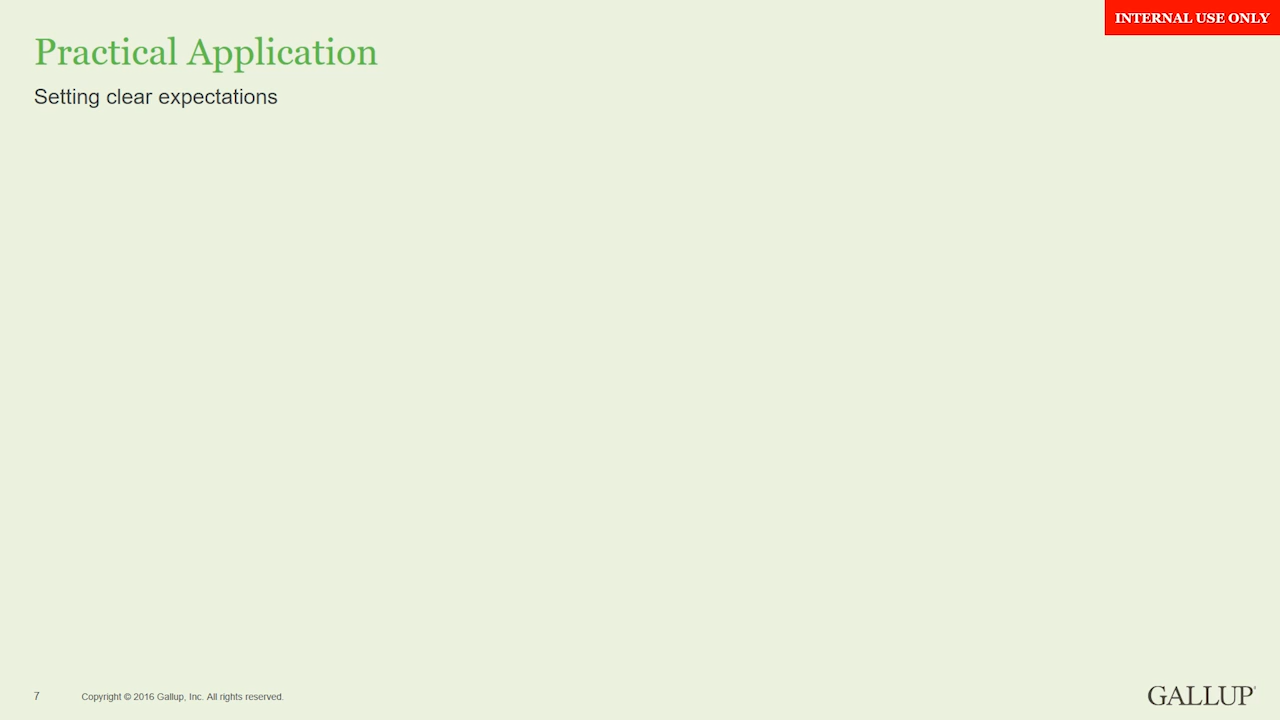 INTERNAL USE ONLY
Practical Application
Setting clear expectations
7 Copyright © 2016 Gallup, Inc. All rights reserved.
GALLUP®